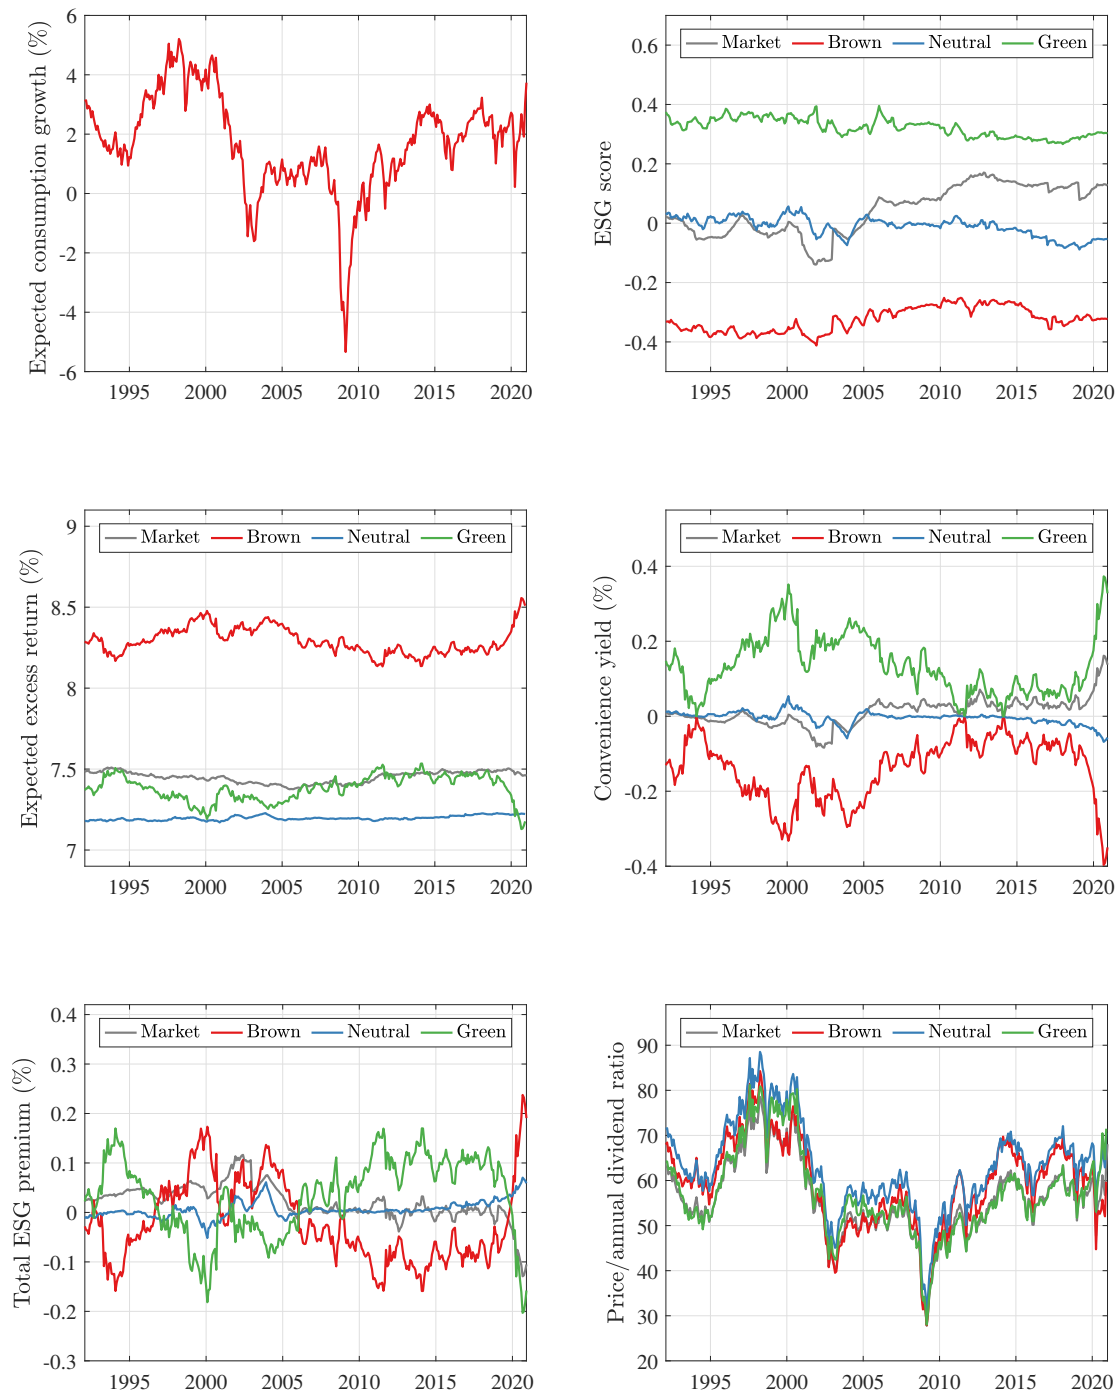 Expected consumption growth (%)
6
4
2
0
-2
-4
-6
1995 2000 2005 2010 2015 2020
ESG score
Market Brown Neutral Green
0.6
0.4
0.2
0
-0.2
-0.4
1995 2000 2005 2010 2015 2020
Expected excess return (%)
Market Brown Neutral Green
9
8.5
8
7.5
7
1995 2000 2005 2010 2015 2020
Convenience yield (%)
Market Brown Neutral Green
0.4
0.2
0
-0.2
-0.4
1995 2000 2005 2010 2015 2020
Total ESG premium (%)
Market Brown Neutral Green
0.4
0.3
0.2
0.1
0
-0.1
-0.2
-0.3
1995 2000 2005 2010 2015 2020
Price/annual dividend ratio
Market Brown Neutral Green
90
80
70
60
50
40
30
20
1995 2000 2005 2010 2015 2020